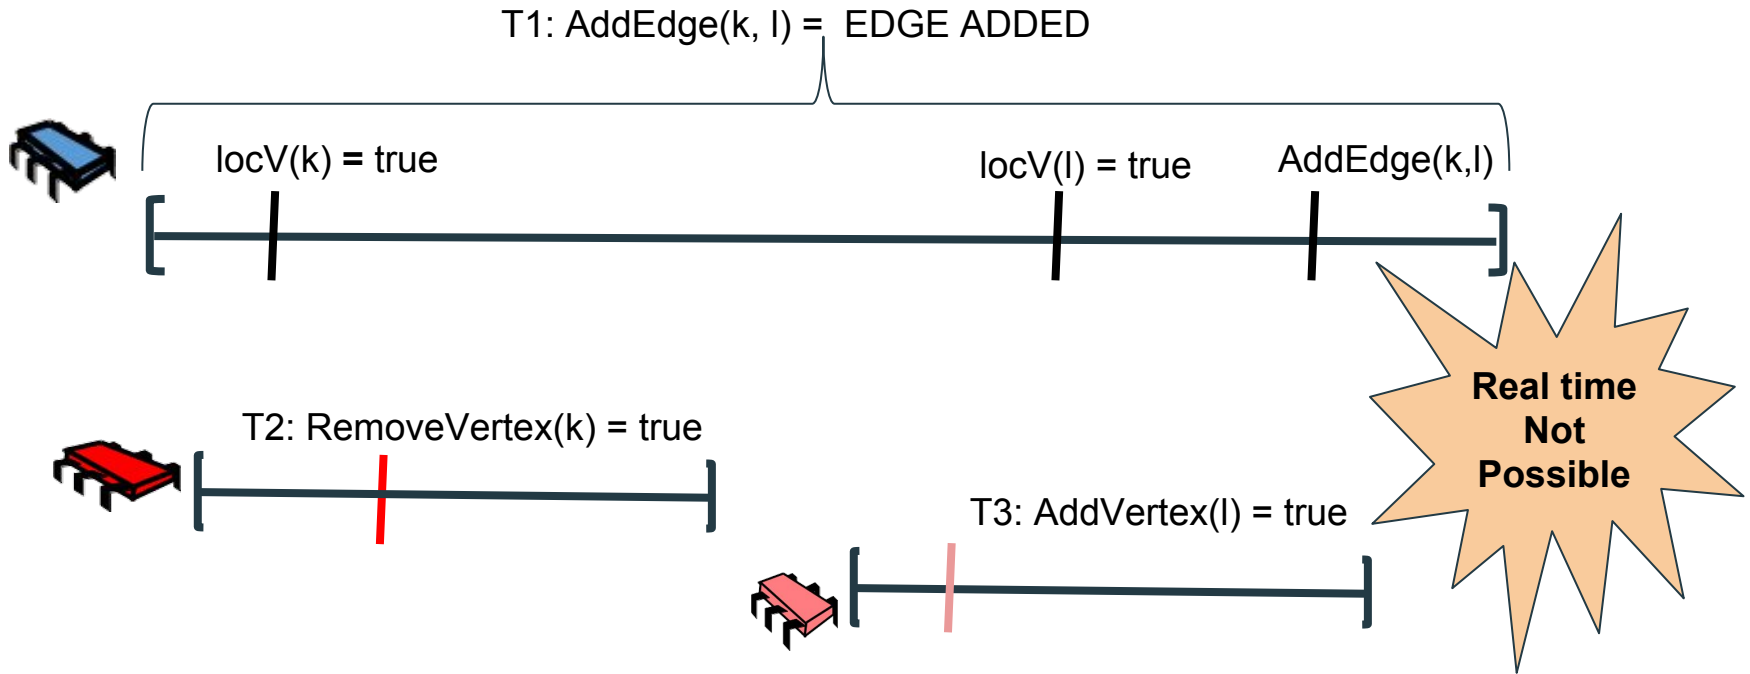 T1: AddEdge(k, l) = EDGE ADDED
locV(k) = true
locV(l) = true
AddEdge(k,l)
Real time
Not
Possible
T2: RemoveVertex(k) = true
T3: AddVertex(l) = true